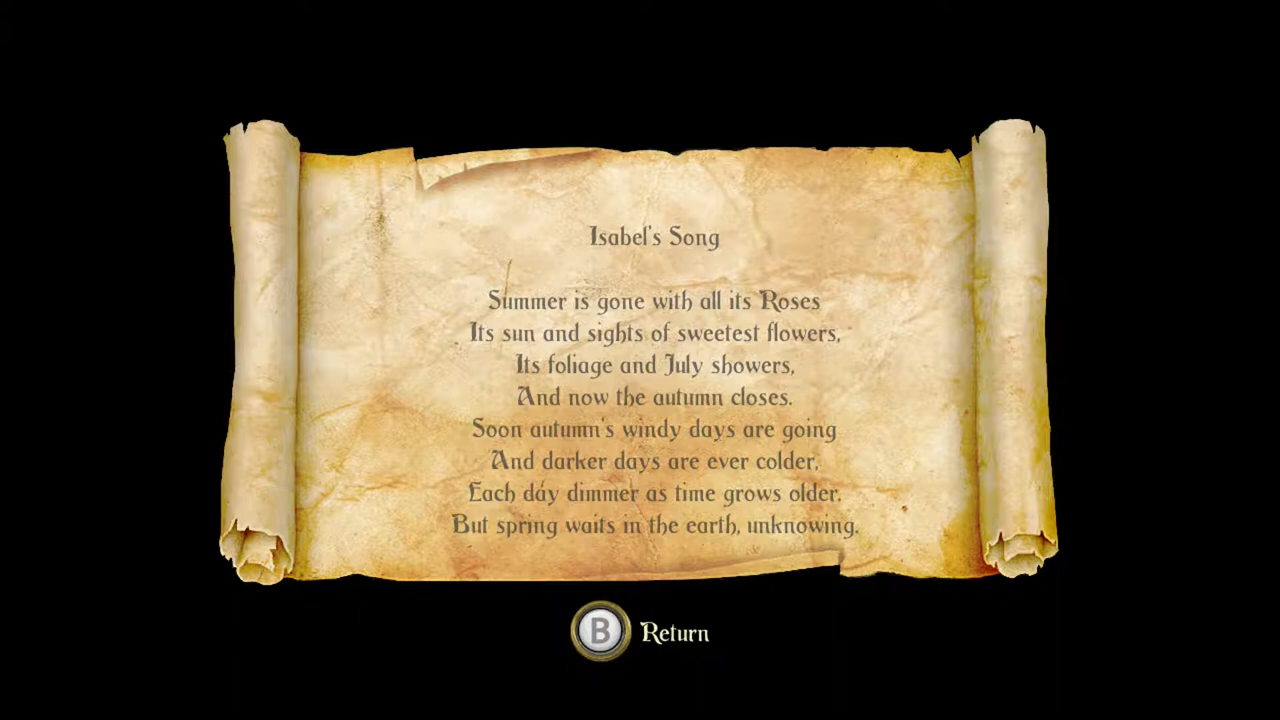 Isabel's Song
Summer is gone with all its Roses
Its sun and sights of sweetest flowers,
Its foliage and July showers,
And now the autumn closes.
Soon autumn's windy days are going
And darker days are ever colder,
Each day dimmer as time grows older.
But spring waits in the earth, unknowing.
B Return